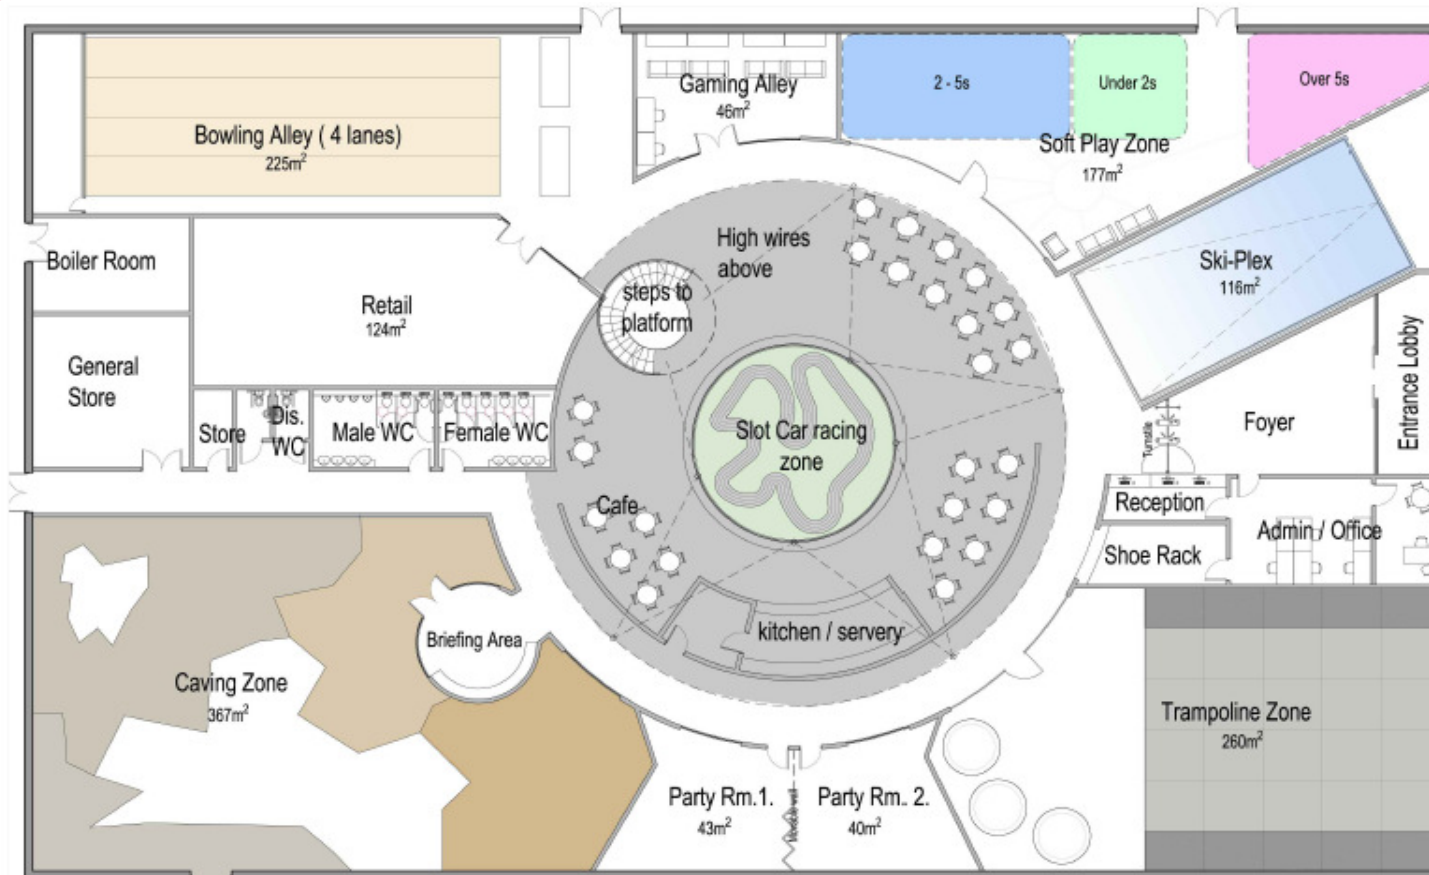 Bowling Alley ( 4 lanes)
225m²
Gaming Alley
46m²
2 - 5s
Under 2s
Over 5s
Soft Play Zone
177m²
Boiler Room
Retail
124m²
High wires
above
steps to
platform
Ski-Plex
116m²
General
Store
Store
Dis.
WC
Male WC
Female WC
Slot Car racing
zone
Turnstile
Foyer
Entrance Lobby
Cafe
Reception
Shoe Rack
Admin / Office
Briefing Area
kitchen / servery
Caving Zone
367m²
Trampoline Zone
260m²
Party Rm.1.
43m²
Moveable wall
Party Rm.. 2.
40m²